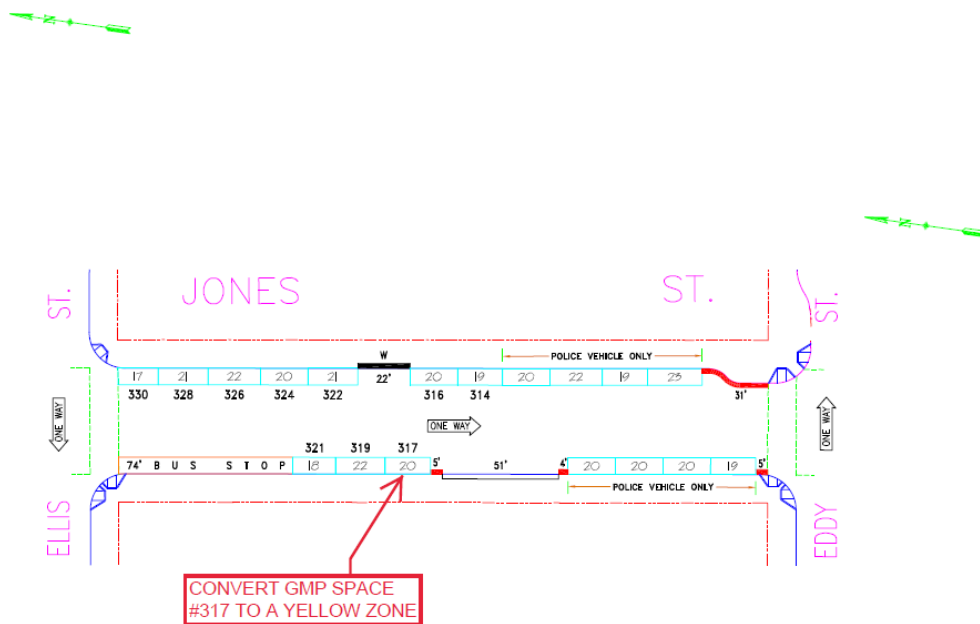 N
N
JONES ST.
ST.
ST.
W
POLICE VEHICLE ONLY
17 21 22 20 21 22' 20 19 20 22 19 23
330 328 326 324 322 316 314 31'
ONE WAY
ONE WAY
ONE WAY
321 319 317
74' BUS STOP 18 22 20 5' 51' 4' 20 20 20 19 5'
POLICE VEHICLE ONLY
ELLIS
EDDY
CONVERT GMP SPACE
#317 TO A YELLOW ZONE